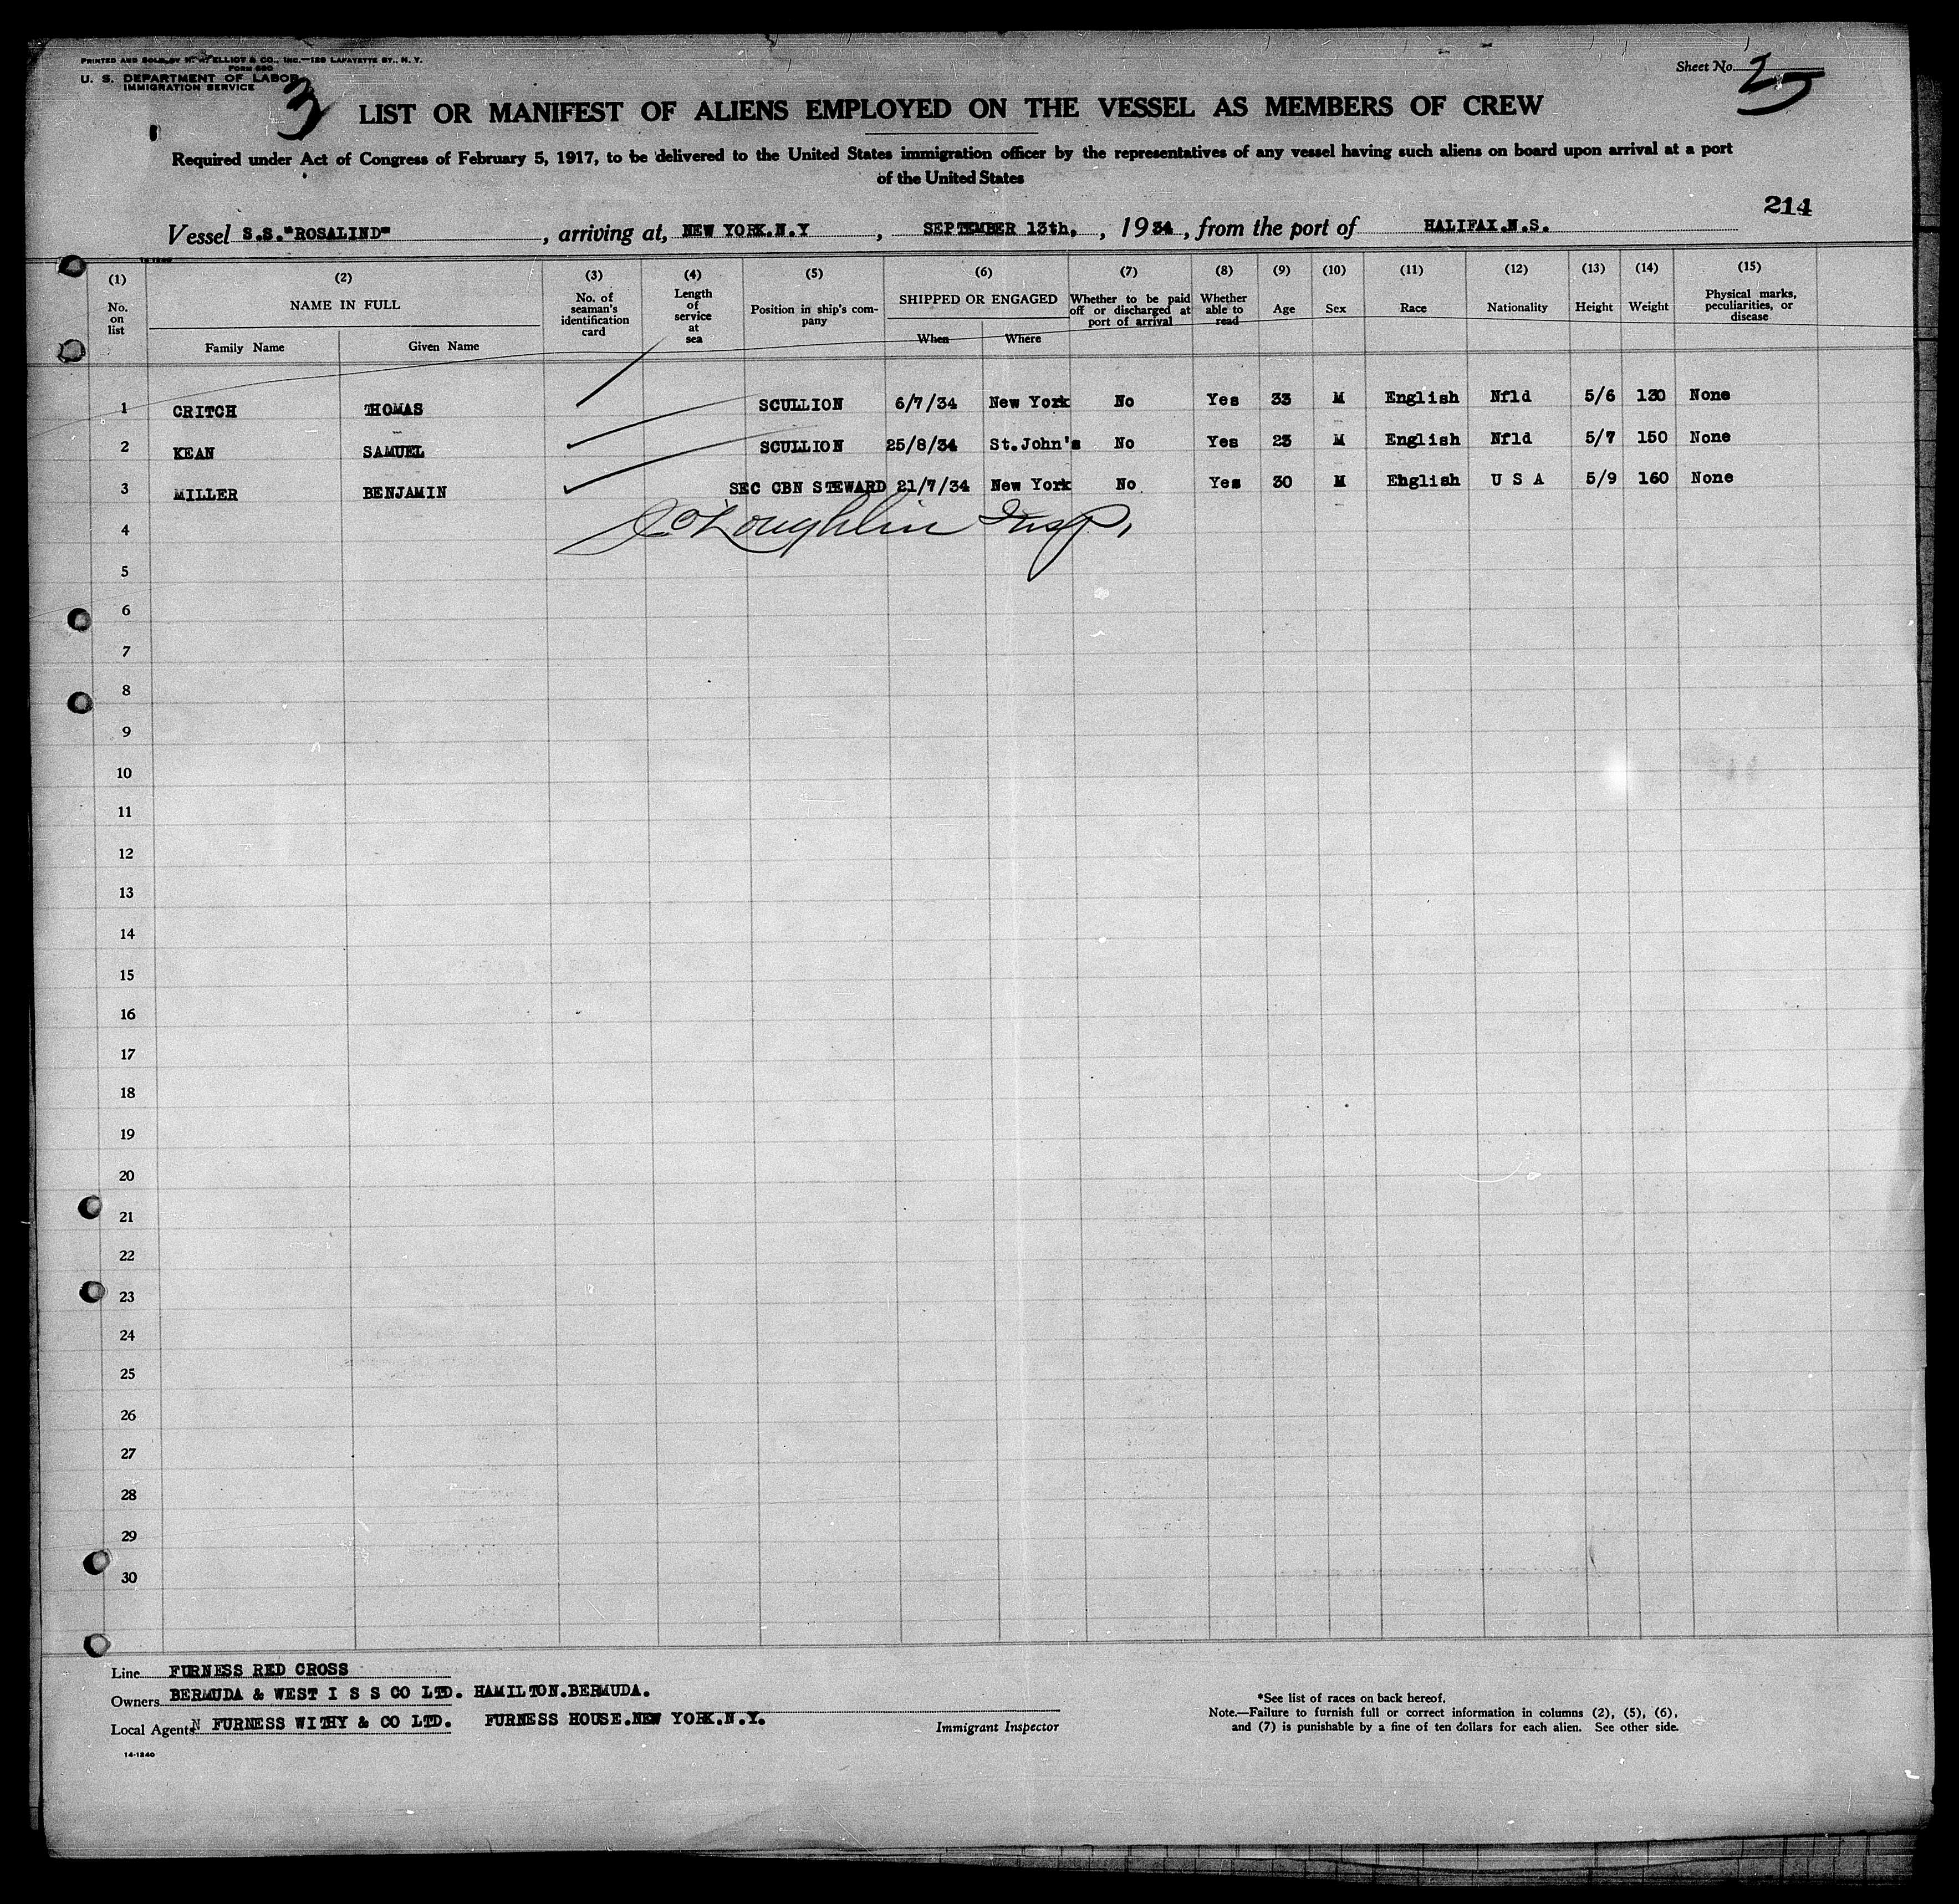 PRINTED AND SOLD BY W. A. ELLIOT & CO., INC.—128 LAFAYETTE ST., N. Y.
FORM 680
U. S. DEPARTMENT OF LABOR
IMMIGRATION SERVICE
3
Sheet No.
LIST OR MANIFEST OF ALIENS EMPLOYED ON THE VESSEL AS MEMBERS OF CREW
Required under Act of Congress of February 5, 1917, to be delivered to the United States immigration officer by the representatives of any vessel having such aliens on board upon arrival at a port
of the United States
214
Vessel S.S."ROSALIND", arriving at, NEW YORK.N.Y, SEPTEMBER 13th, , 1934, from the port of HALIFAX.N.S.
(1) (2) (3) (4) (5) (6) (7) (8) (9) (10) (11) (12) (13) (14) (15)
No. on list NAME IN FULL No. of seaman's identification card Length of service at sea Position in ship's company SHIPPED OR ENGAGED Whether to be paid off or discharged at port of arrival Whether able to read Age Sex Race Nationality Height Weight Physical marks, peculiarities, or disease
Family Name Given Name When Where
1 CRITCH THOMAS SCULLION 6/7/34 New York No Yes 33 M English Nfld 5/6 130 None
2 KEAN SAMUEL SCULLION 25/8/34 St.John's No Yes 23 M English Nfld 5/7 150 None
3 MILLER BENJAMIN SEC CBN STEWARD 21/7/34 New York No Yes 30 M English U S A 5/9 160 None
4
O'Loughlin Insp.
5
6
7
8
9
10
11
12
13
14
15
16
17
18
19
20
21
22
23
24
25
26
27
28
29
30
Line FURNESS RED CROSS
Owners BERMUDA & WEST I S S CO LTD. HAMILTON.BERMUDA.
Local Agents N FURNESS WITHY & CO LTD. FURNESS HOUSE.NEW YORK.N.Y.
Immigrant Inspector
*See list of races on back hereof.
Note.—Failure to furnish full or correct information in columns (2), (5), (6),
and (7) is punishable by a fine of ten dollars for each alien. See other side.
14-1240